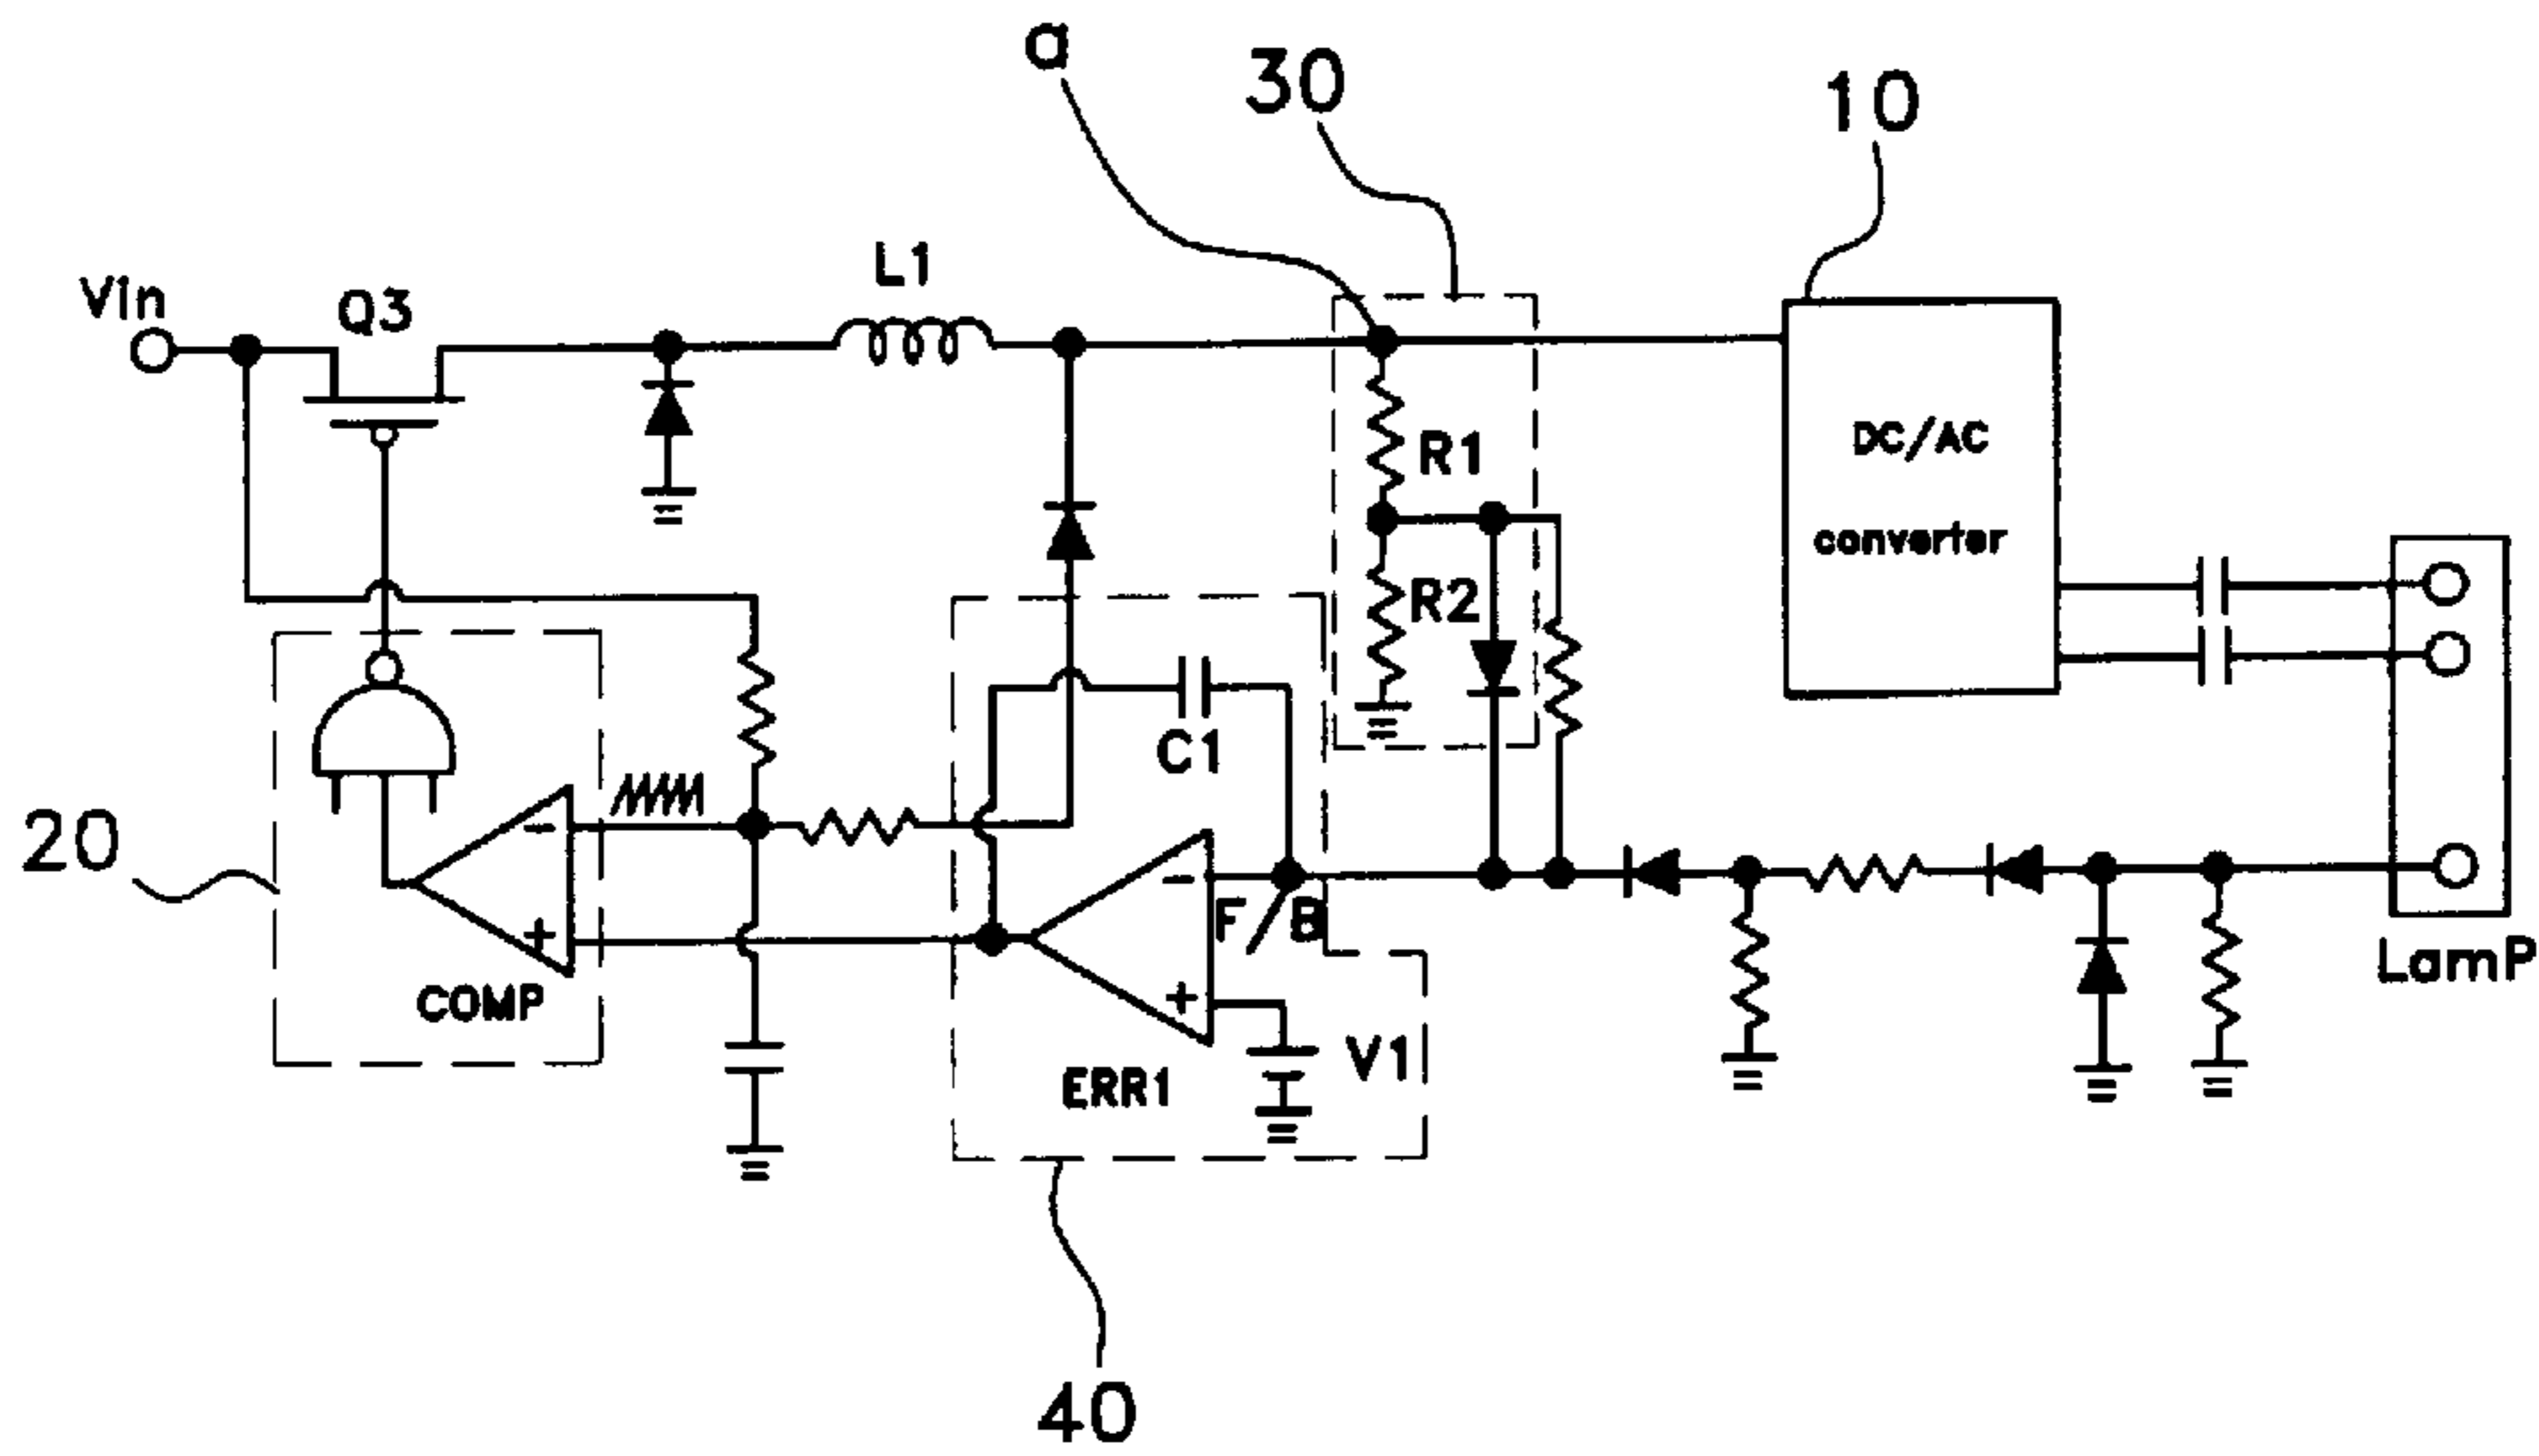 a
30
10
Vin
Q3
L1
R1
DC/AC
converter
R2
C1
20
-
+
COMP
-
F/B
+
ERR1
V1
LamP
40